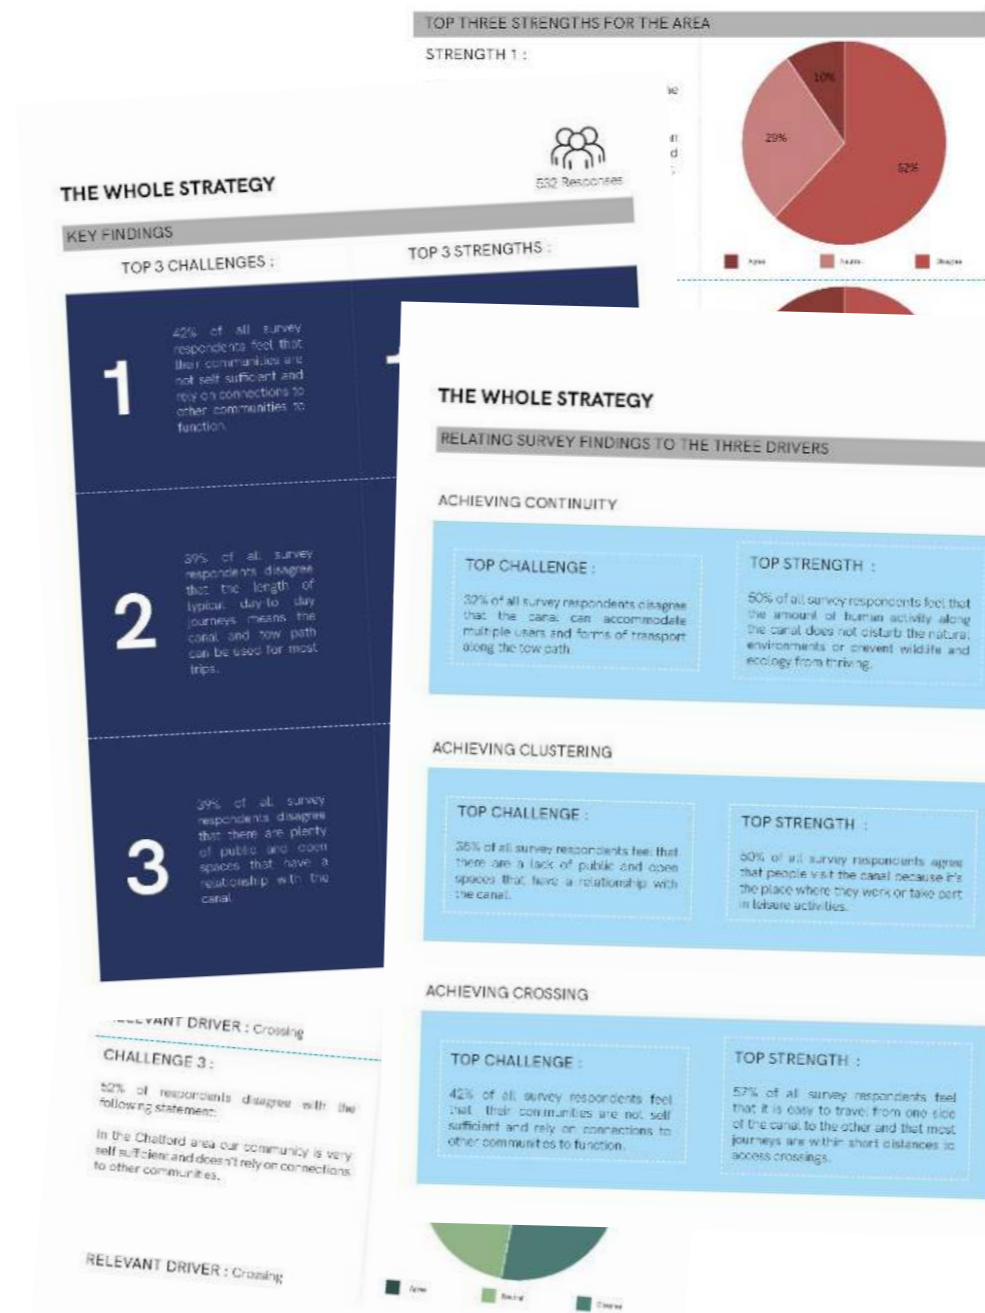 TOP THREE STRENGTHS FOR THE AREA
STRENGTH 1 :
10%
29%
62%
Agree
Neutral
Disagree
THE WHOLE STRATEGY
532 Responses
KEY FINDINGS
TOP 3 CHALLENGES :
TOP 3 STRENGTHS :
1
42% of all survey
respondents feel that
their communities are
not self sufficient and
rely on connections to
other communities to
function.
2
39% of all survey
respondents disagree
that the length of
typical day-to day
journeys means the
canal and tow path
can be used for most
trips.
3
39% of all survey
respondents disagree
that there are plenty
of public and open
spaces that have a
relationship with the
canal.
THE WHOLE STRATEGY
RELATING SURVEY FINDINGS TO THE THREE DRIVERS
ACHIEVING CONTINUITY
TOP CHALLENGE :
32% of all survey respondents disagree
that the canal can accommodate
multiple users and forms of transport
along the tow path.
TOP STRENGTH :
50% of all survey respondents feel that
the amount of human activity along
the canal does not disturb the natural
environments or prevent wildlife and
ecology from thriving.
ACHIEVING CLUSTERING
TOP CHALLENGE :
of all survey respondents feel that
there are a lack of public and open
spaces that have a relationship with
the canal.
TOP STRENGTH :
50% of all survey respondents agree
that people visit the canal because it's
the place where they work or take part
in leisure activities.
ACHIEVING CROSSING
TOP CHALLENGE :
42% of all survey respondents feel
that their communities are not self
sufficient and rely on connections to
other communities to function.
TOP STRENGTH :
57% of all survey respondents feel
that it is easy to travel from one side
of the canal to the other and that most
journeys are within short distances to
access crossings.
RELEVANT DRIVER : Crossing
CHALLENGE 3 :
52% of respondents disagree with the
following statement:
In the Chalford area our community is very
self sufficient and doesn't rely on connections
to other communities.
RELEVANT DRIVER : Crossing
Agree
Neutral
Disagree